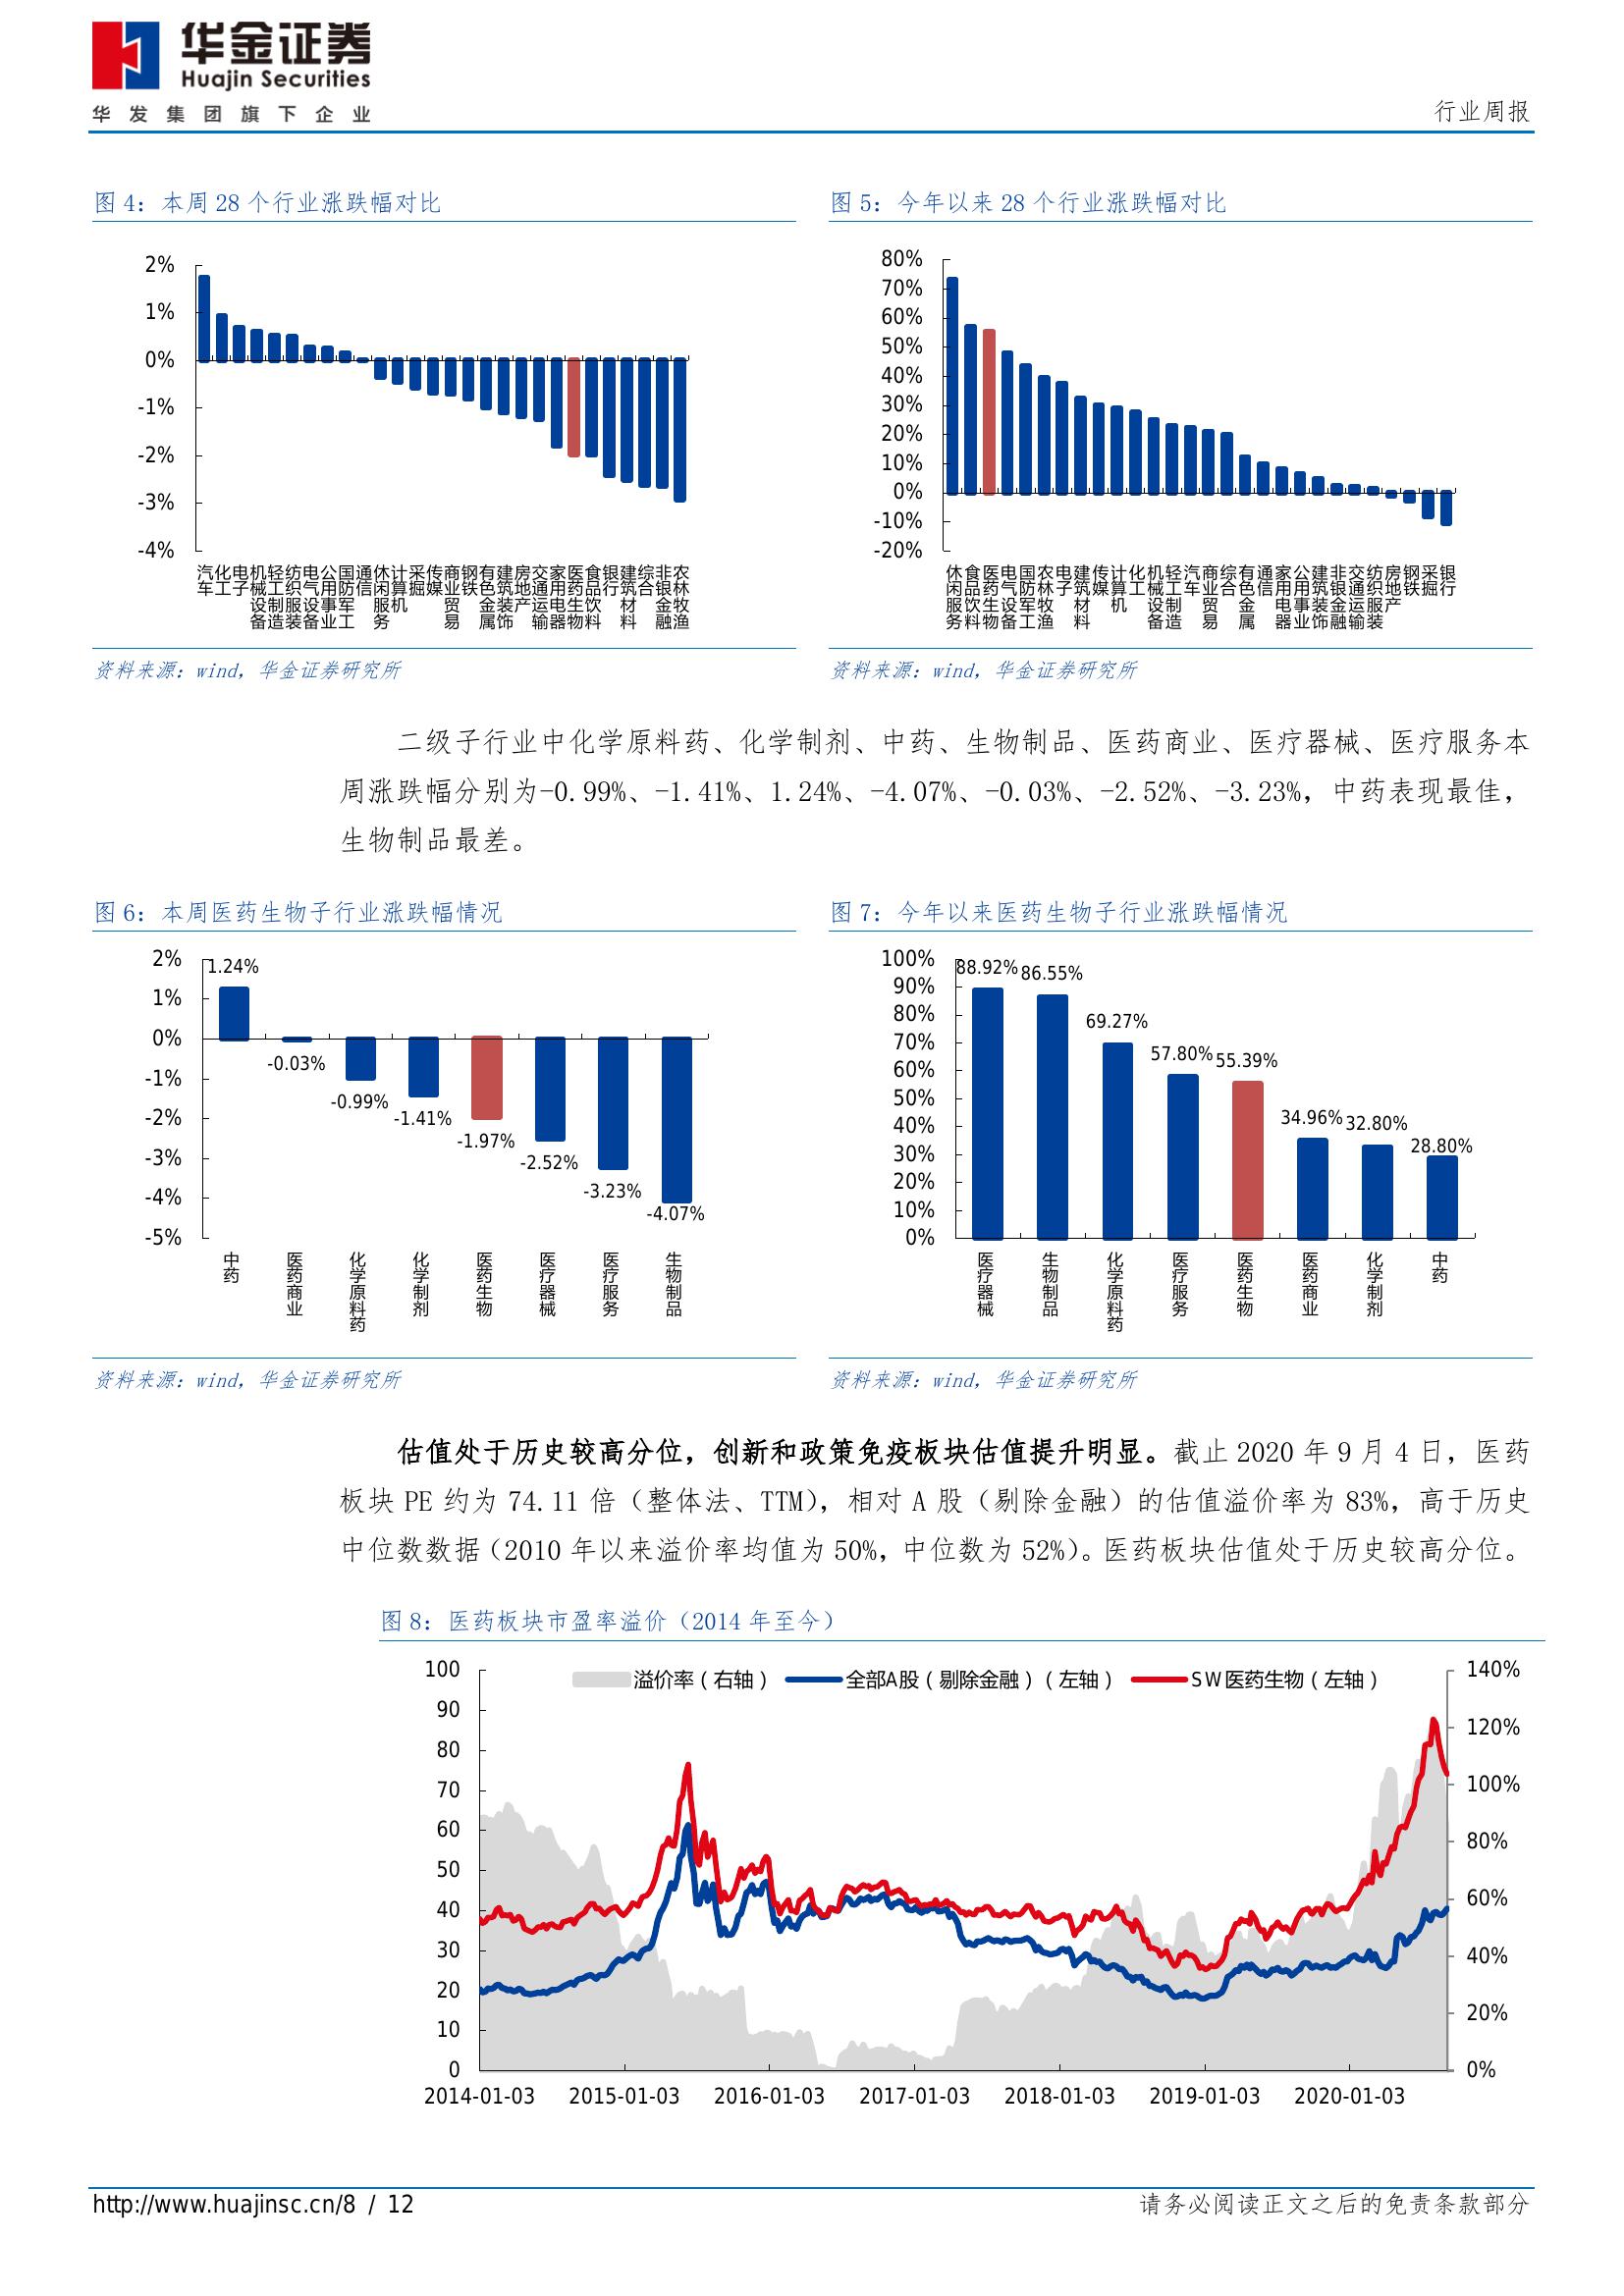 华金证券
Huajin Securities
华发集团旗下企业
行业周报
图 4：本周 28 个行业涨跌幅对比
2%
1%
0%
-1%
-2%
-3%
-4%
汽车 化工 电子 机械设备 轻工制造 纺织服装 电气设备 公用事业 国防军工 通信 休闲服务 计算机 采掘 传媒 商业贸易 钢铁 有色金属 建筑装饰 房地产 交通运输 家用电器 医药生物 食品饮料 银行 建筑材料 综合 非银金融 农林牧渔
资料来源：wind，华金证券研究所
图 5：今年以来 28 个行业涨跌幅对比
80%
70%
60%
50%
40%
30%
20%
10%
0%
-10%
-20%
休闲服务 食品饮料 医药生物 电气设备 国防军工 农林牧渔 电子 建筑材料 传媒 计算机 化工 机械设备 轻工制造 汽车 商业贸易 综合 有色金属 通信 家用电器 公用事业 建筑装饰 非银金融 交通运输 纺织服装 房地产 钢铁 采掘 银行
资料来源：wind，华金证券研究所
二级子行业中化学原料药、化学制剂、中药、生物制品、医药商业、医疗器械、医疗服务本
周涨跌幅分别为-0.99%、-1.41%、1.24%、-4.07%、-0.03%、-2.52%、-3.23%，中药表现最佳，
生物制品最差。
图 6：本周医药生物子行业涨跌幅情况
2%
1%
0%
-1%
-2%
-3%
-4%
-5%
1.24%
-0.03%
-0.99%
-1.41%
-1.97%
-2.52%
-3.23%
-4.07%
中药 医药商业 化学原料药 化学制剂 医药生物 医疗器械 医疗服务 生物制品
资料来源：wind，华金证券研究所
图 7：今年以来医药生物子行业涨跌幅情况
100%
90%
80%
70%
60%
50%
40%
30%
20%
10%
0%
88.92%
86.55%
69.27%
57.80%
55.39%
34.96%
32.80%
28.80%
医疗器械 生物制品 化学原料药 医疗服务 医药生物 医药商业 化学制剂 中药
资料来源：wind，华金证券研究所
估值处于历史较高分位，创新和政策免疫板块估值提升明显。截止 2020 年 9 月 4 日，医药
板块 PE 约为 74.11 倍（整体法、TTM），相对 A 股（剔除金融）的估值溢价率为 83%，高于历史
中位数数据（2010 年以来溢价率均值为 50%，中位数为 52%）。医药板块估值处于历史较高分位。
图 8：医药板块市盈率溢价（2014 年至今）
溢价率（右轴） 全部A股（剔除金融）（左轴） SW医药生物（左轴）
100
90
80
70
60
50
40
30
20
10
0
140%
120%
100%
80%
60%
40%
20%
0%
2014-01-03 2015-01-03 2016-01-03 2017-01-03 2018-01-03 2019-01-03 2020-01-03
http://www.huajinsc.cn/8 / 12
请务必阅读正文之后的免责条款部分